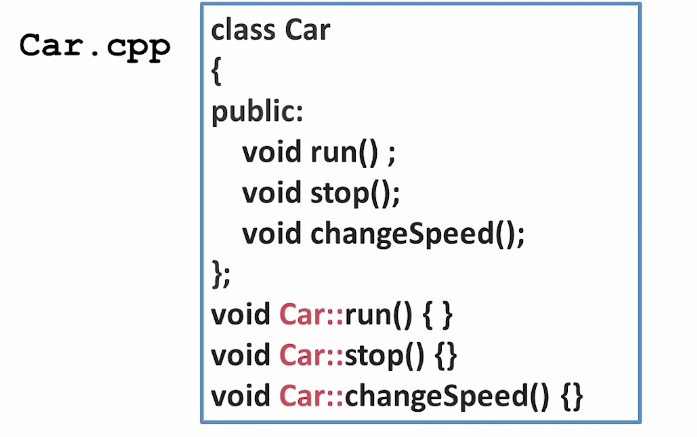 Car.cpp
class Car
{
public:
void run() ;
void stop();
void changeSpeed();
};
void Car::run() { }
void Car::stop() {}
void Car::changeSpeed() {}